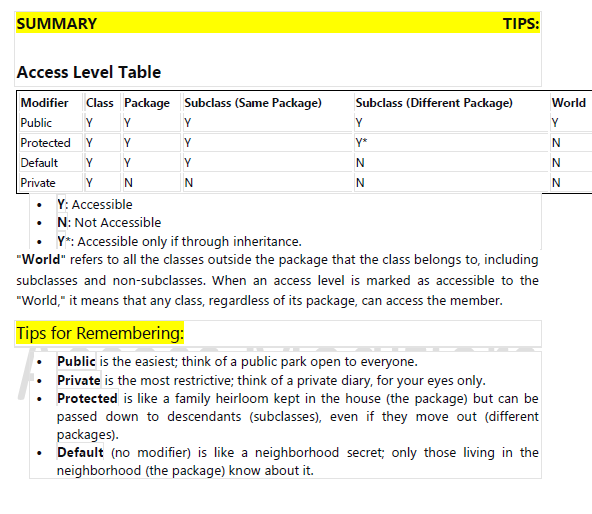 SUMMARY TIPS:
Access Level Table
Modifier Class Package Subclass (Same Package) Subclass (Different Package) World
Public Y Y Y Y Y
Protected Y Y Y Y* N
Default Y Y Y N N
Private Y N N N N
• Y: Accessible
• N: Not Accessible
• Y*: Accessible only if through inheritance.
"World" refers to all the classes outside the package that the class belongs to, including
subclasses and non-subclasses. When an access level is marked as accessible to the
"World," it means that any class, regardless of its package, can access the member.
Tips for Remembering:
• Public is the easiest; think of a public park open to everyone.
• Private is the most restrictive; think of a private diary, for your eyes only.
• Protected is like a family heirloom kept in the house (the package) but can be
passed down to descendants (subclasses), even if they move out (different
packages).
• Default (no modifier) is like a neighborhood secret; only those living in the
neighborhood (the package) know about it.